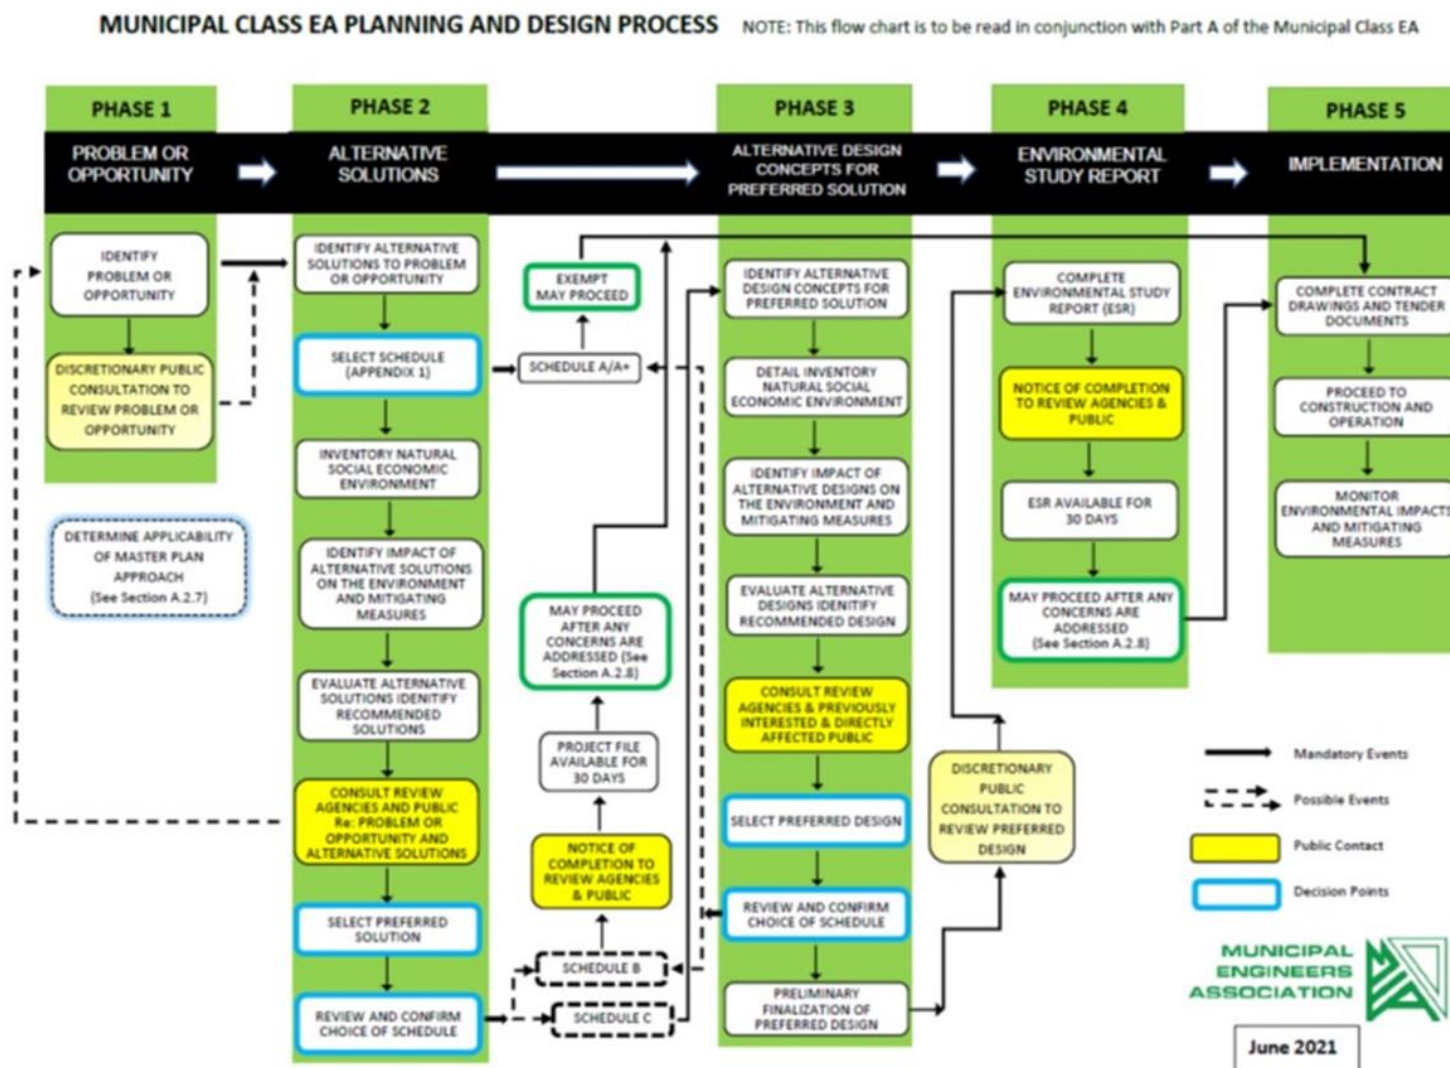 MUNICIPAL CLASS EA PLANNING AND DESIGN PROCESS NOTE: This flow chart is to be read in conjunction with Part A of the Municipal Class EA
PHASE 1
PROBLEM OR
OPPORTUNITY
IDENTIFY
PROBLEM OR
OPPORTUNITY
DISCRETIONARY PUBLIC
CONSULTATION TO
REVIEW PROBLEM OR
OPPORTUNITY
DETERMINE APPLICABILITY
OF MASTER PLAN
APPROACH
(See Section A.2.7)
PHASE 2
ALTERNATIVE
SOLUTIONS
IDENTIFY ALTERNATIVE
SOLUTIONS TO PROBLEM
OR OPPORTUNITY
SELECT SCHEDULE
(APPENDIX 1)
INVENTORY NATURAL
SOCIAL ECONOMIC
ENVIRONMENT
IDENTIFY IMPACT OF
ALTERNATIVE SOLUTIONS
ON THE ENVIRONMENT
AND MITIGATING
MEASURES
EVALUATE ALTERNATIVE
SOLUTIONS IDENITIFY
RECOMMENDED
SOLUTIONS
CONSULT REVIEW
AGENCIES AND PUBLIC
Re: PROBLEM OR
OPPORTUNITY AND
ALTERNATIVE SOLUTIONS
SELECT PREFERRED
SOLUTION
REVIEW AND CONFIRM
CHOICE OF SCHEDULE
EXEMPT
MAY PROCEED
SCHEDULE A/A+
MAY PROCEED
AFTER ANY
CONCERNS ARE
ADDRESSED (See
Section A.2.8)
PROJECT FILE
AVAILABLE FOR
30 DAYS
NOTICE OF
COMPLETION TO
REVIEW AGENCIES
& PUBLIC
SCHEDULE B
SCHEDULE C
PHASE 3
ALTERNATIVE DESIGN
CONCEPTS FOR
PREFERRED SOLUTION
IDENTIFY ALTERNATIVE
DESIGN CONCEPTS FOR
PREFERRED SOLUTION
DETAIL INVENTORY
NATURAL SOCIAL
ECONOMIC ENVIRONMENT
IDENTIFY IMPACT OF
ALTERNATIVE DESIGNS ON
THE ENVIRONMENT AND
MITIGATING MEASURES
EVALUATE ALTERNATIVE
DESIGNS IDENITIFY
RECOMMENDED DESIGN
CONSULT REVIEW
AGENCIES & PREVIOUSLY
INTERESTED & DIRECTLY
AFFECTED PUBLIC
SELECT PREFERRED DESIGN
REVIEW AND CONFIRM
CHOICE OF SCHEDULE
PRELIMINARY
FINALIZATION OF
PREFERRED DESIGN
DISCRETIONARY
PUBLIC
CONSULTATION TO
REVIEW PREFERRED
DESIGN
PHASE 4
ENVIRONMENTAL
STUDY REPORT
COMPLETE
ENVIRONMENTAL STUDY
REPORT (ESR)
NOTICE OF COMPLETION
TO REVIEW AGENCIES &
PUBLIC
ESR AVAILABLE FOR
30 DAYS
MAY PROCEED AFTER ANY
CONCERNS ARE
ADDRESSED
(See Section A.2.8)
PHASE 5
IMPLEMENTATION
COMPLETE CONTRACT
DRAWINGS AND TENDER
DOCUMENTS
PROCEED TO
CONSTRUCTION AND
OPERATION
MONITOR
ENVIRONMENTAL IMPACTS
AND MITIGATING
MEASURES
Mandatory Events
Possible Events
Public Contact
Decision Points
MUNICIPAL
ENGINEERS
ASSOCIATION
June 2021